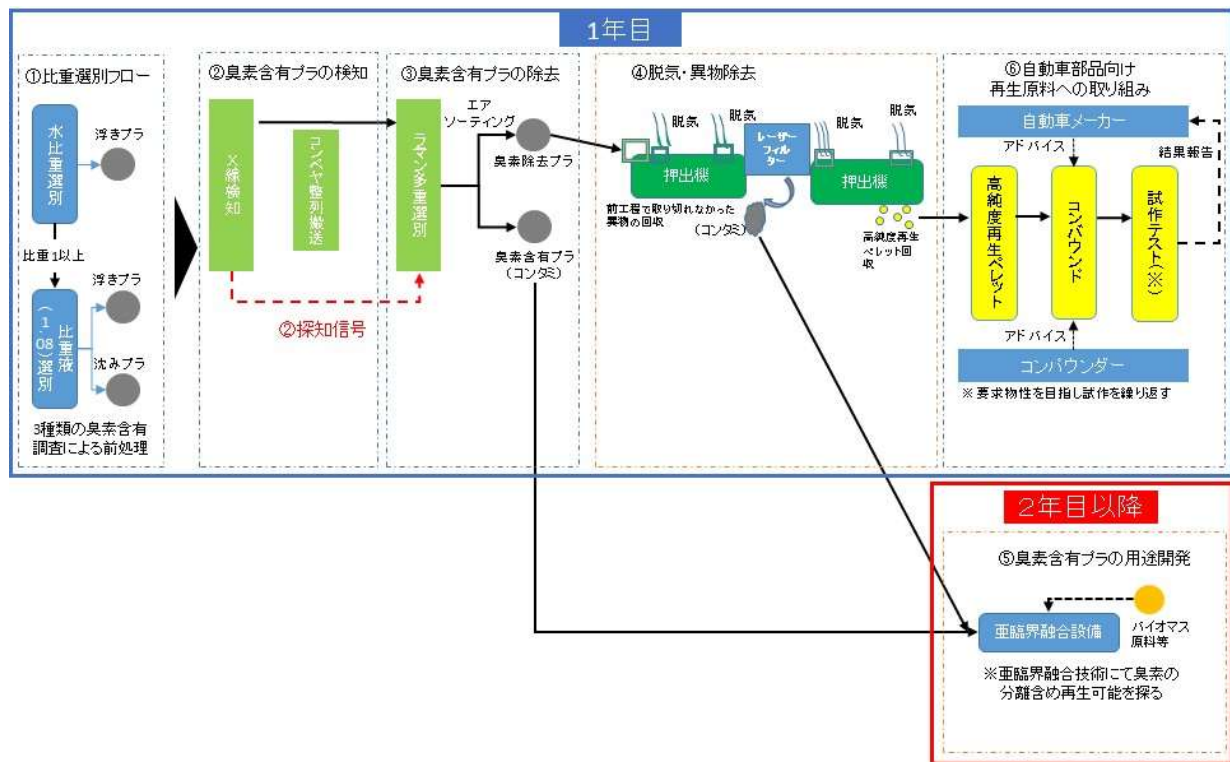 1年目
①比重選別フロー
水比重選別
浮きプラ
比重1以上
比重液
(1.08)選別
浮きプラ
沈みプラ
3種類の臭素含有
調査による前処理
②臭素含有プラの検知
X線検知
コンベヤ整列搬送
②探知信号
③臭素含有プラの除去
エア
ソーティング
ラマン多重選別
臭素除去プラ
臭素含有プラ
(コンタミ)
④脱気・異物除去
脱気
脱気
脱気
脱気
レーザー
フィル
ター
押出機
押出機
前工程で取り切れなかった
異物の回収
(コンタミ)
高純度再生
ペレット回
収
⑥自動車部品向け
再生原料への取り組み
自動車メーカー
アドバイス
結果報告
高純度再生ペレット
コンパウンド
試作テスト(※)
アドバイス
コンパウンダー
※要求物性を目指し試作を繰り返す
2年目以降
⑤臭素含有プラの用途開発
亜臨界融合設備
バイオマス
原料等
※亜臨界融合技術にて臭素の
分離含め再生可能を探る